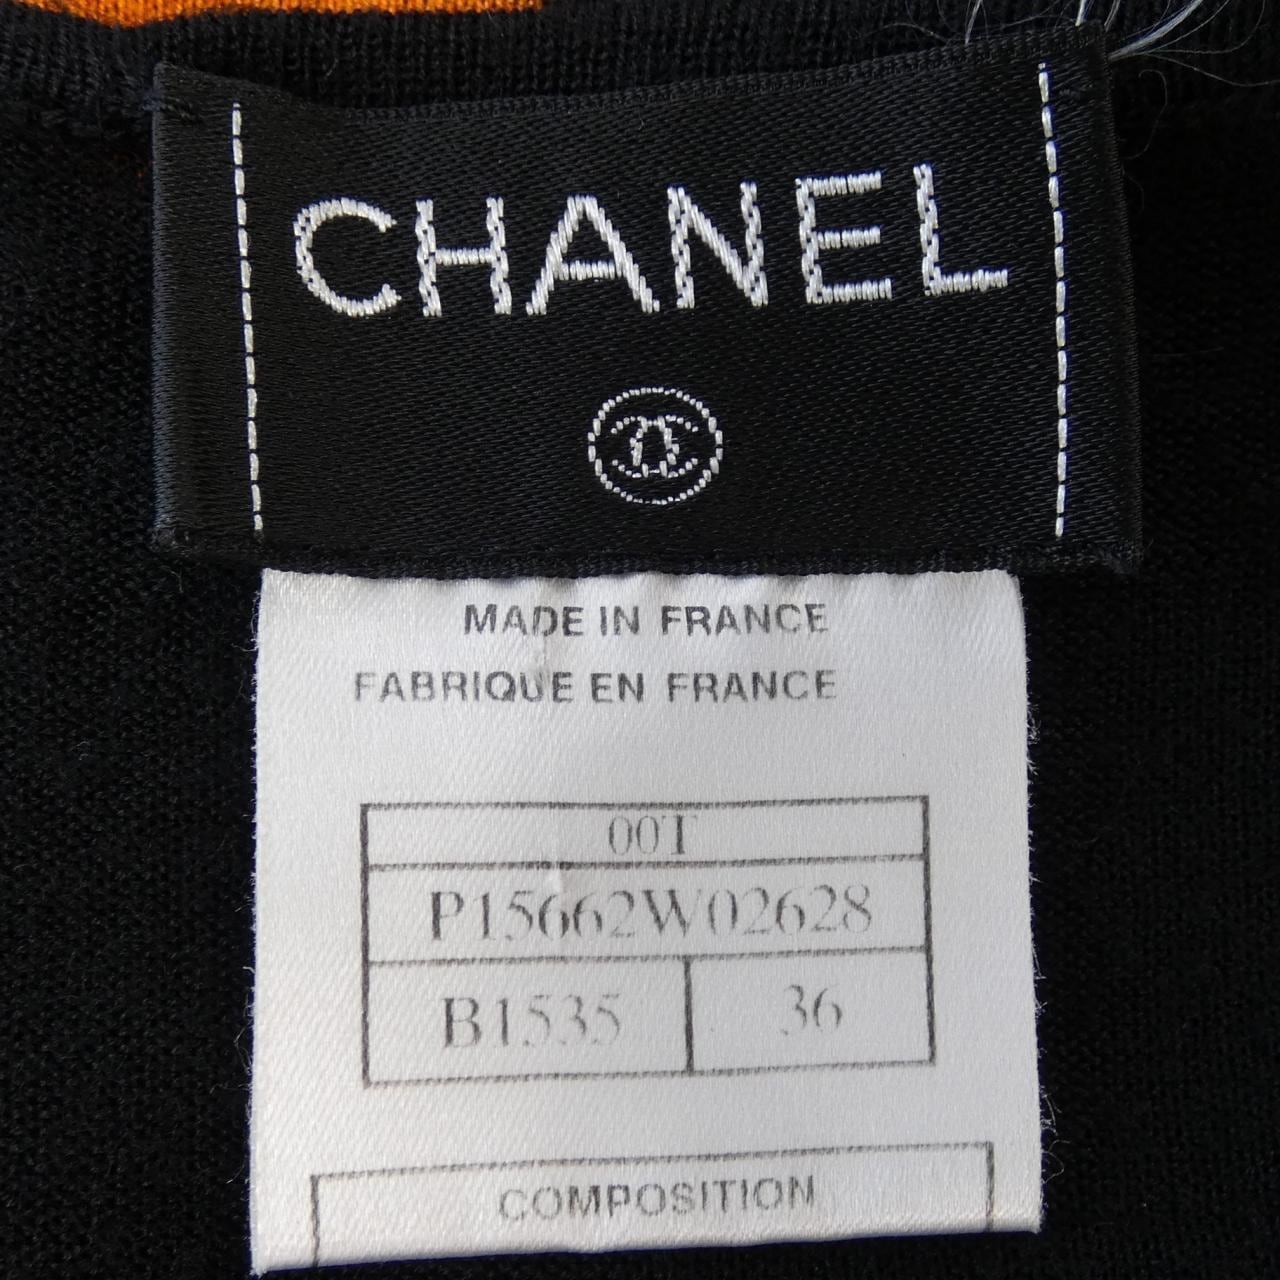 CHANEL
MADE IN FRANCE
FABRIQUE EN FRANCE
00T
P15662W02628
B1535 36
COMPOSITION